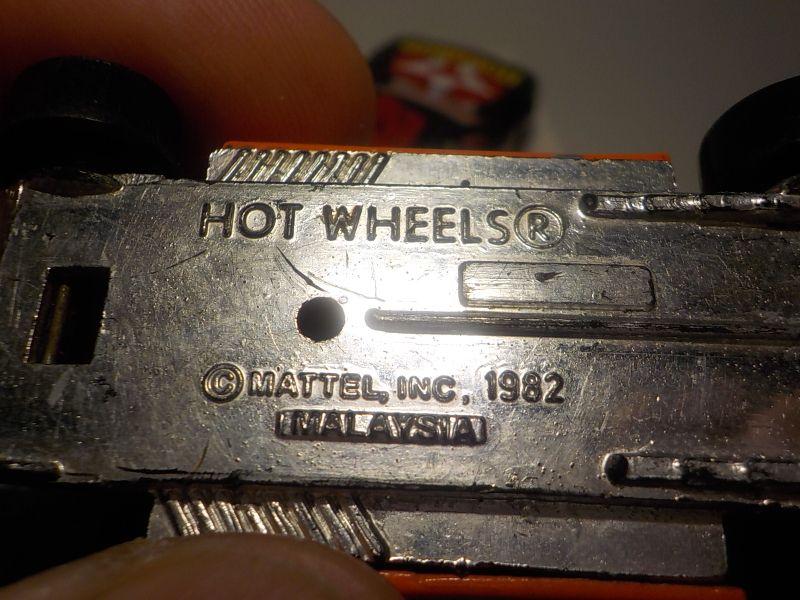 HOT WHEELS®
© MATTEL, INC. 1982
MALAYSIA